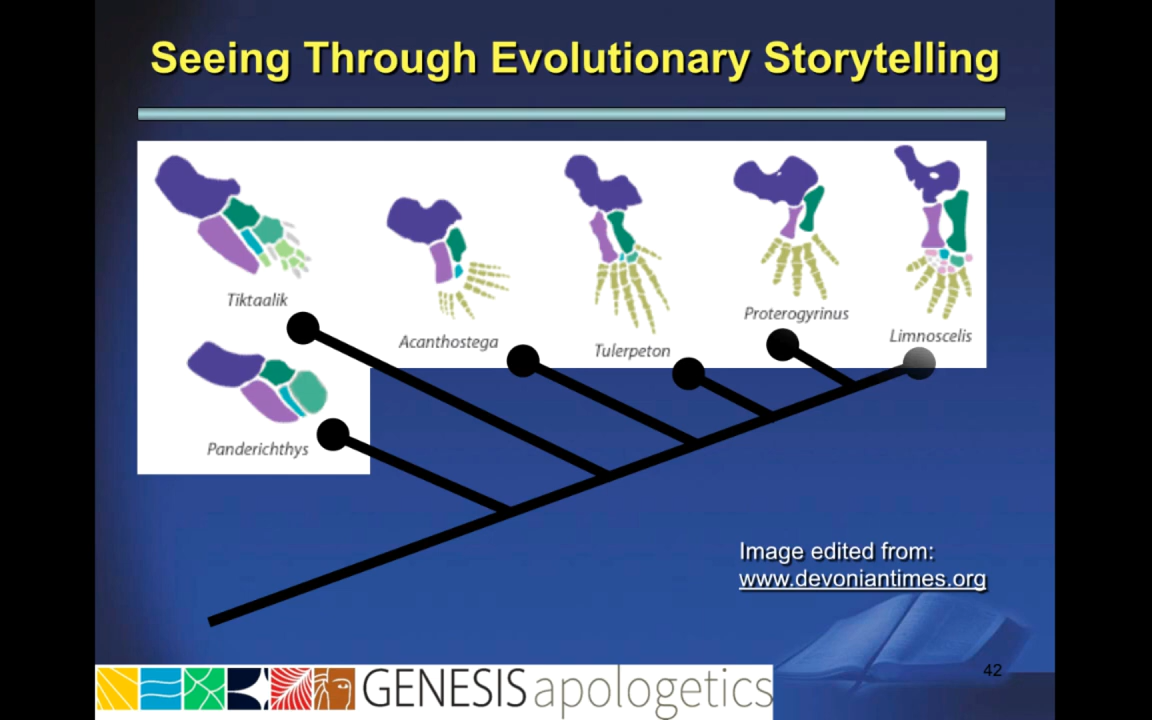 Seeing Through Evolutionary Storytelling
Tiktaalik
Acanthostega
Tulerpeton
Proterogyrinus
Limnoscelis
Panderichthys
Image edited from:
www.devoniantimes.org
42
GENESIS apologetics